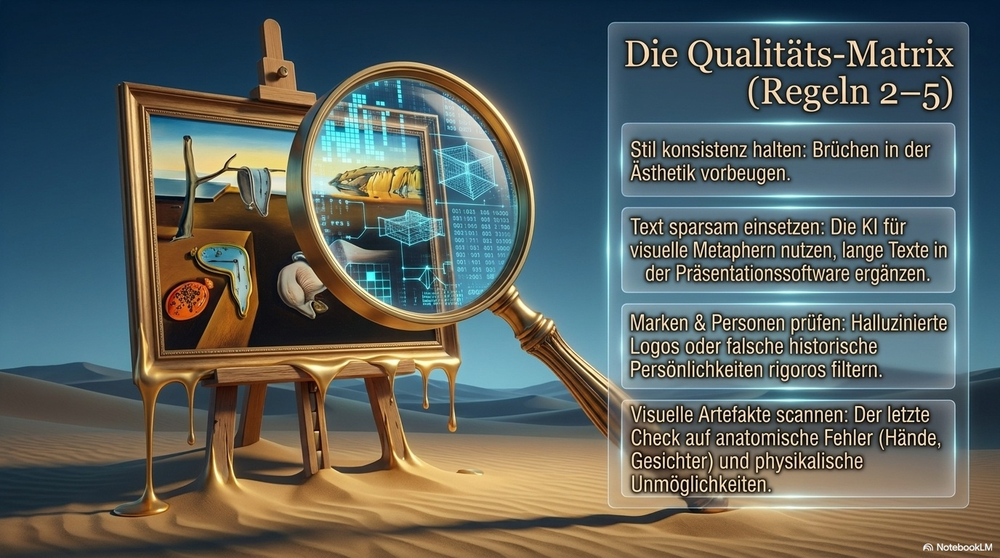 Die Qualitäts-Matrix
(Regeln 2–5)
Stil konsistenz halten: Brüchen in der
Ästhetik vorbeugen.
Text sparsam einsetzen: Die KI für
visuelle Metaphern nutzen, lange Texte in
der Präsentationssoftware ergänzen.
Marken & Personen prüfen: Halluzinierte
Logos oder falsche historische
Persönlichkeiten rigoros filtern.
Visuelle Artefakte scannen: Der letzte
Check auf anatomische Fehler (Hände,
Gesichter) und physikalische
Unmöglichkeiten.
NotebookLM